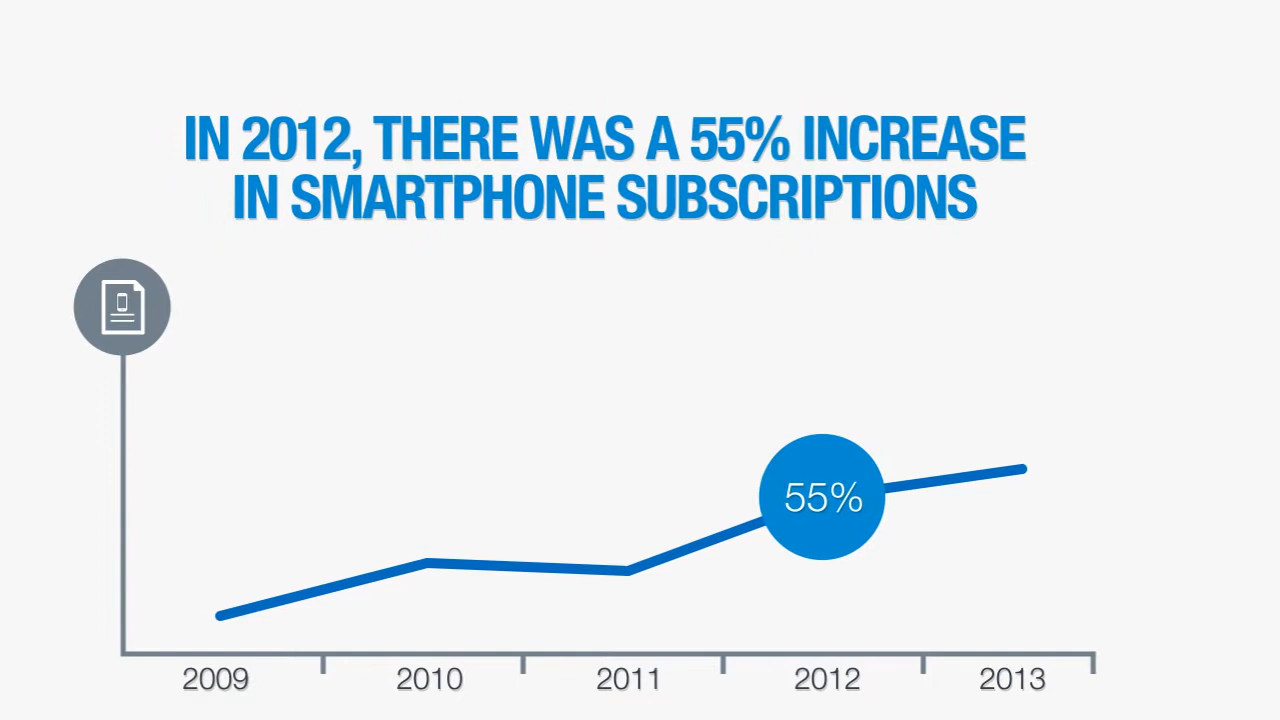 IN 2012, THERE WAS A 55% INCREASE
IN SMARTPHONE SUBSCRIPTIONS
55%
2009 2010 2011 2012 2013